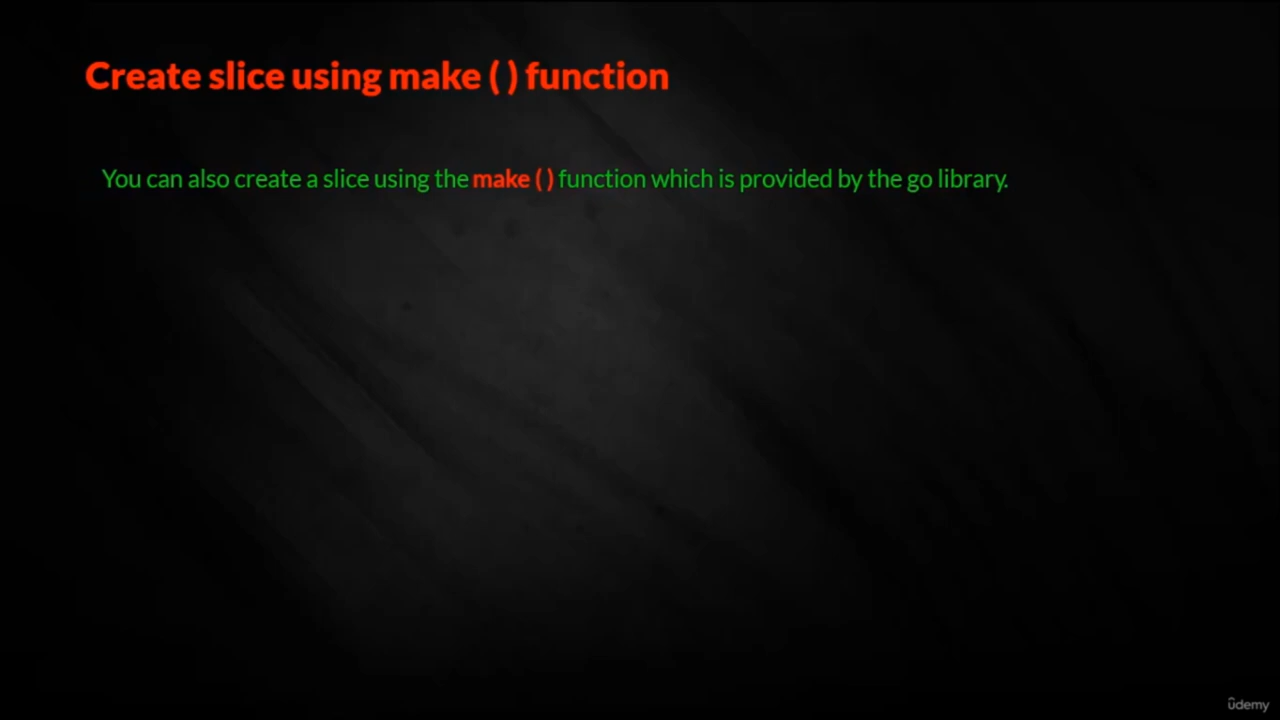 Create slice using make ( ) function
You can also create a slice using the make ( ) function which is provided by the go library.
ûdemy